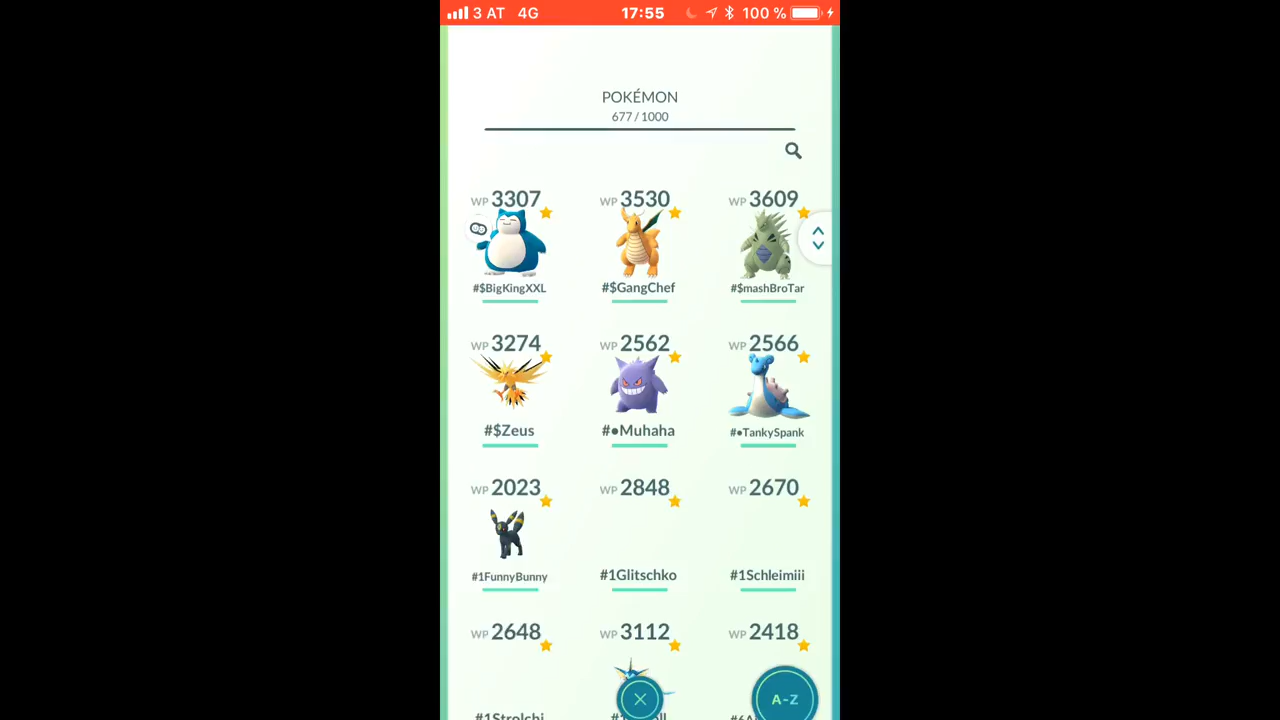 3 AT 4G 17:55 100 %
POKÉMON
677 / 1000
WP 3307 WP 3530 WP 3609
#$BigKingXXL #$GangChef #$mashBroTar
WP 3274 WP 2562 WP 2566
#$Zeus #●Muhaha #●TankySpank
WP 2023 WP 2848 WP 2670
#1FunnyBunny #1Glitschko #1Schleimiii
WP 2648 WP 3112 WP 2418
#1Strolchi
A-Z